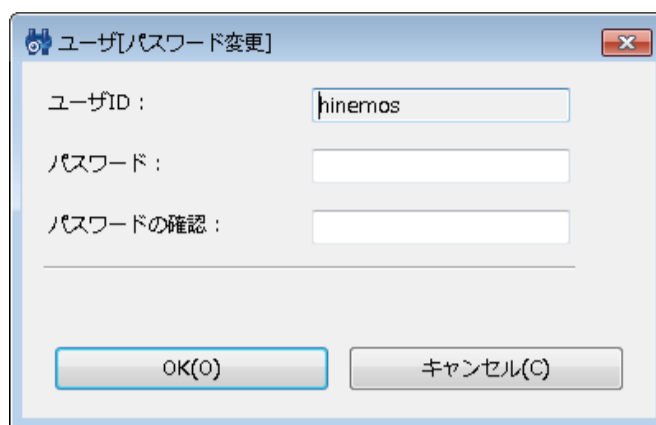 ユーザ[パスワード変更]
ユーザID：
hinemos
パスワード：
パスワードの確認：
OK(O)
キャンセル(C)